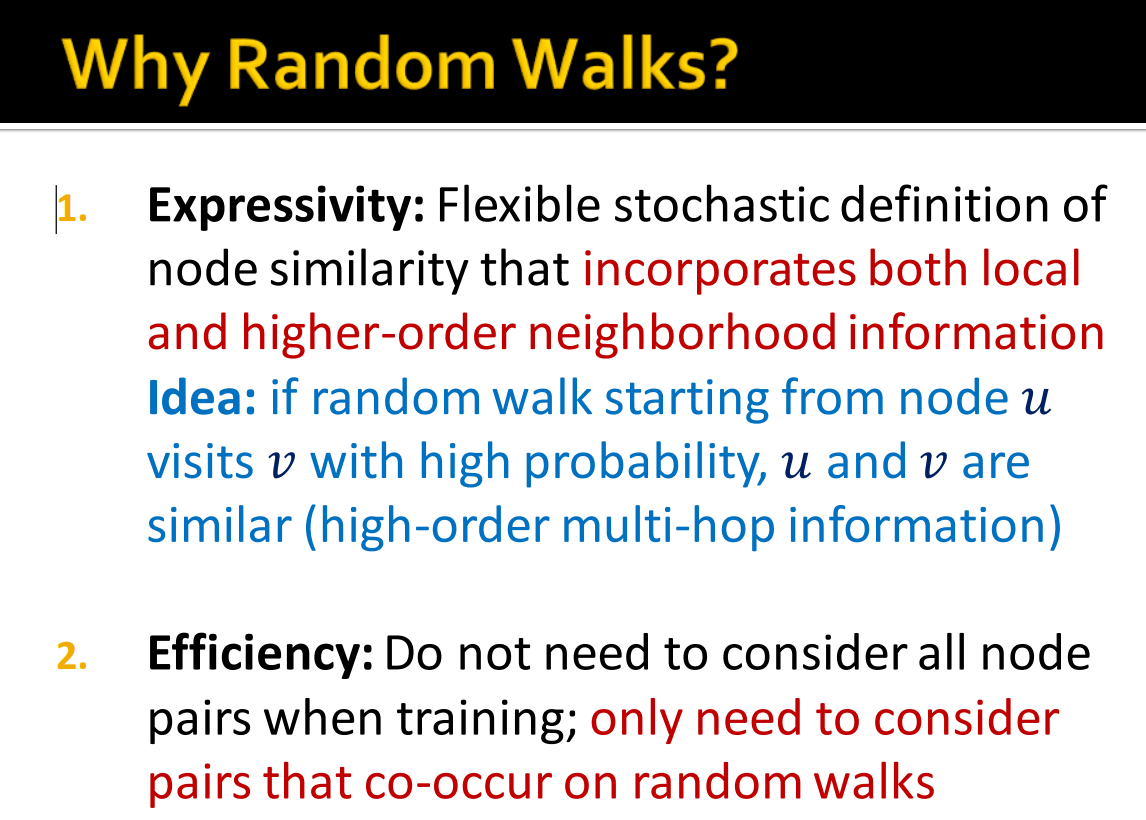 Why Random Walks?
1. Expressivity: Flexible stochastic definition of
node similarity that incorporates both local
and higher-order neighborhood information
Idea: if random walk starting from node 𝑢
visits 𝑣 with high probability, 𝑢 and 𝑣 are
similar (high-order multi-hop information)
2. Efficiency: Do not need to consider all node
pairs when training; only need to consider
pairs that co-occur on random walks